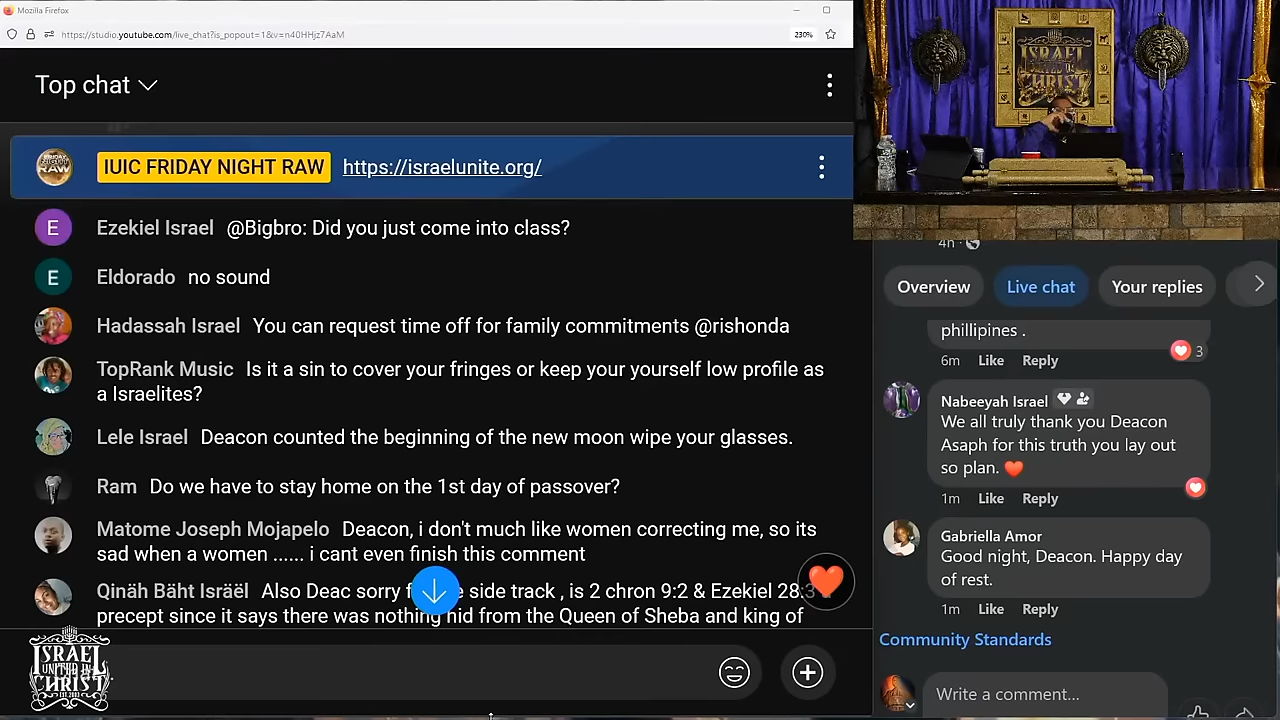 Mozilla Firefox
https://studio.youtube.com/live_chat?is_popout=1&v=n40HHjz7AaM
230%
Top chat
IUIC FRIDAY NIGHT RAW https://israelunite.org/
E Ezekiel Israel @Bigbro: Did you just come into class?
E Eldorado no sound
Hadassah Israel You can request time off for family commitments @rishonda
TopRank Music Is it a sin to cover your fringes or keep your yourself low profile as
a Israelites?
Lele Israel Deacon counted the beginning of the new moon wipe your glasses.
Ram Do we have to stay home on the 1st day of passover?
Matome Joseph Mojapelo Deacon, i don't much like women correcting me, so its
sad when a women ...... i cant even finish this comment
Qinäh Bäht Isräël Also Deac sorry side track , is 2 chron 9:2 & Ezekiel 28:3
precept since it says there was nothing hid from the Queen of Sheba and king of
ISRAEL
UNITED IN
CHRIST
EST. 2003
ISRAEL
UNITED IN
CHRIST
4h
Overview
Live chat
Your replies
phillipines .
6m Like Reply
3
Nabeeyah Israel
We all truly thank you Deacon
Asaph for this truth you lay out
so plan. ❤️
1m Like Reply
Gabriella Amor
Good night, Deacon. Happy day
of rest.
1m Like Reply
Community Standards
Write a comment...